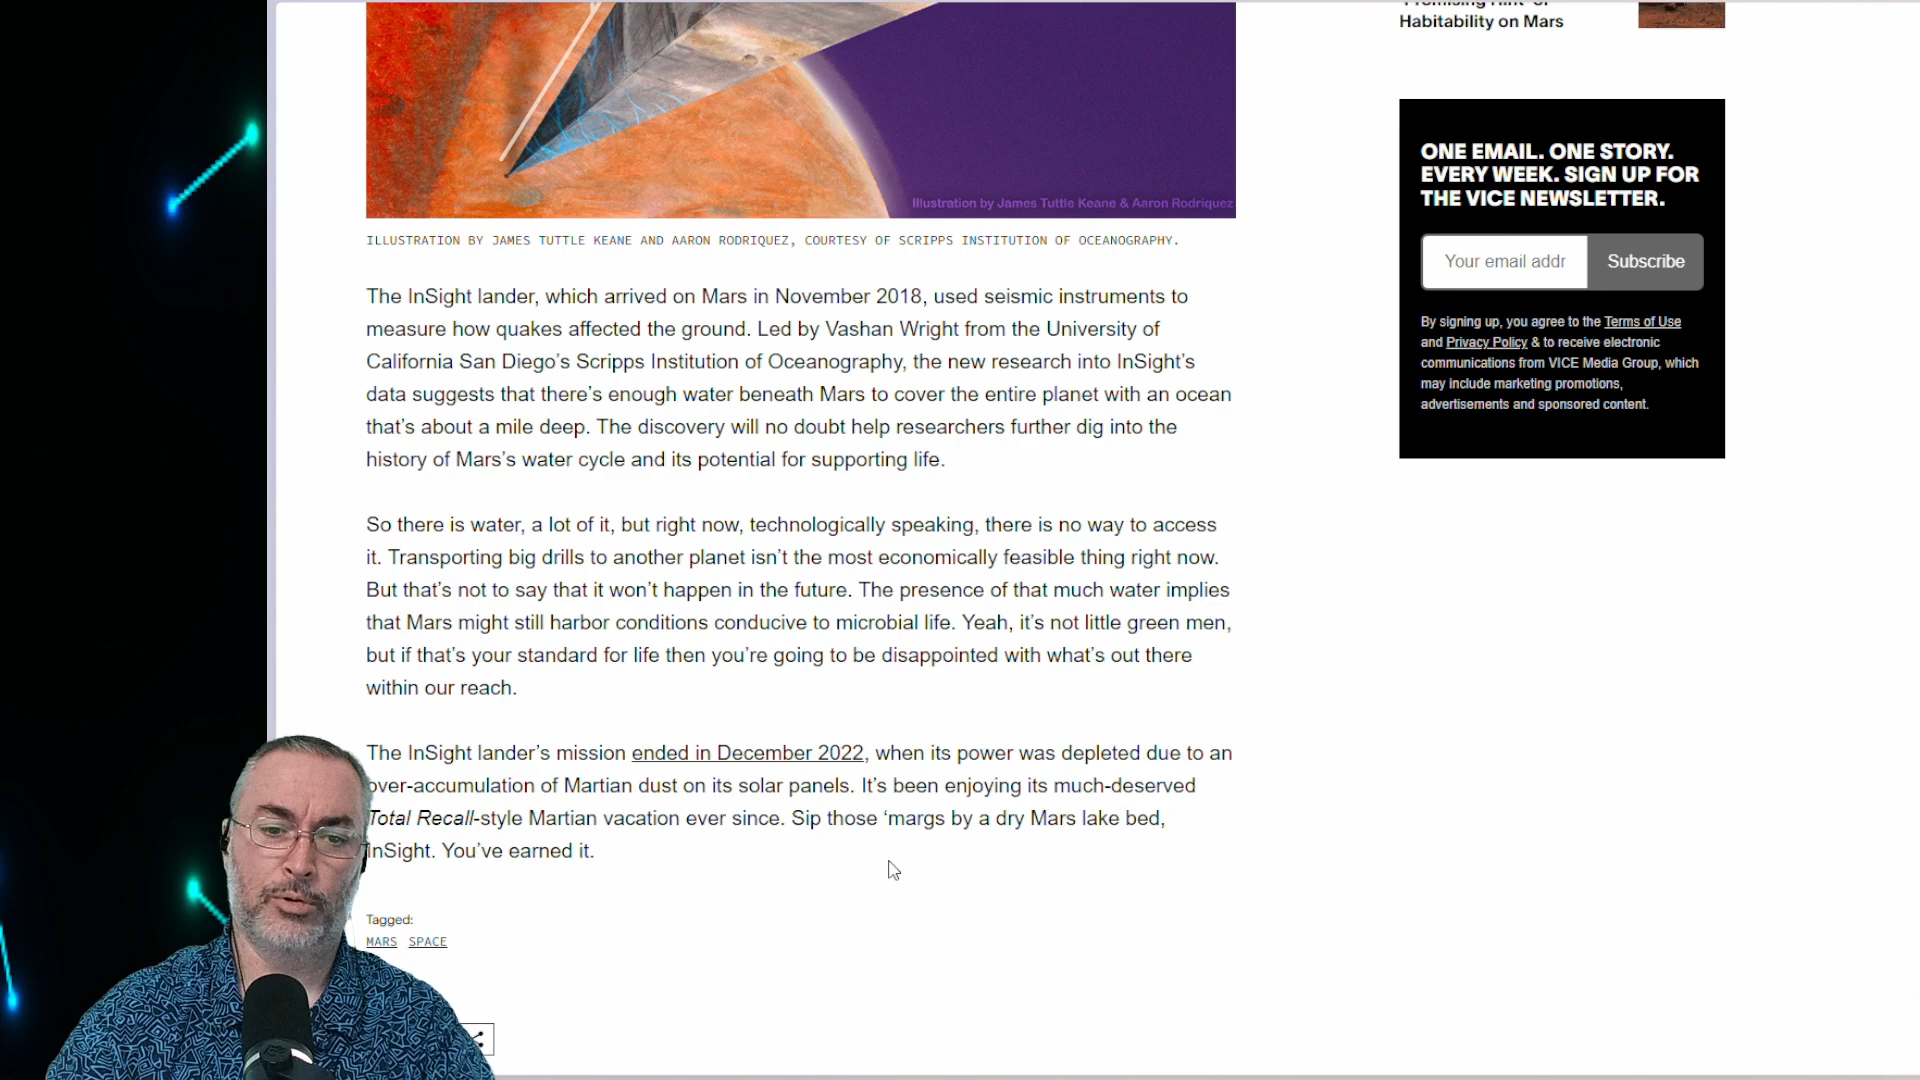 Habitability on Mars
Illustration by James Tuttle Keane & Aaron Rodriquez
ILLUSTRATION BY JAMES TUTTLE KEANE AND AARON RODRIQUEZ, COURTESY OF SCRIPPS INSTITUTION OF OCEANOGRAPHY.
The InSight lander, which arrived on Mars in November 2018, used seismic instruments to
measure how quakes affected the ground. Led by Vashan Wright from the University of
California San Diego’s Scripps Institution of Oceanography, the new research into InSight’s
data suggests that there’s enough water beneath Mars to cover the entire planet with an ocean
that’s about a mile deep. The discovery will no doubt help researchers further dig into the
history of Mars’s water cycle and its potential for supporting life.
So there is water, a lot of it, but right now, technologically speaking, there is no way to access
it. Transporting big drills to another planet isn’t the most economically feasible thing right now.
But that’s not to say that it won’t happen in the future. The presence of that much water implies
that Mars might still harbor conditions conducive to microbial life. Yeah, it’s not little green men,
but if that’s your standard for life then you’re going to be disappointed with what’s out there
within our reach.
The InSight lander’s mission ended in December 2022, when its power was depleted due to an
over-accumulation of Martian dust on its solar panels. It’s been enjoying its much-deserved
Total Recall-style Martian vacation ever since. Sip those ‘margs by a dry Mars lake bed,
InSight. You’ve earned it.
Tagged:
MARS SPACE
ONE EMAIL. ONE STORY.
EVERY WEEK. SIGN UP FOR
THE VICE NEWSLETTER.
Your email addr
Subscribe
By signing up, you agree to the Terms of Use
and Privacy Policy & to receive electronic
communications from VICE Media Group, which
may include marketing promotions,
advertisements and sponsored content.